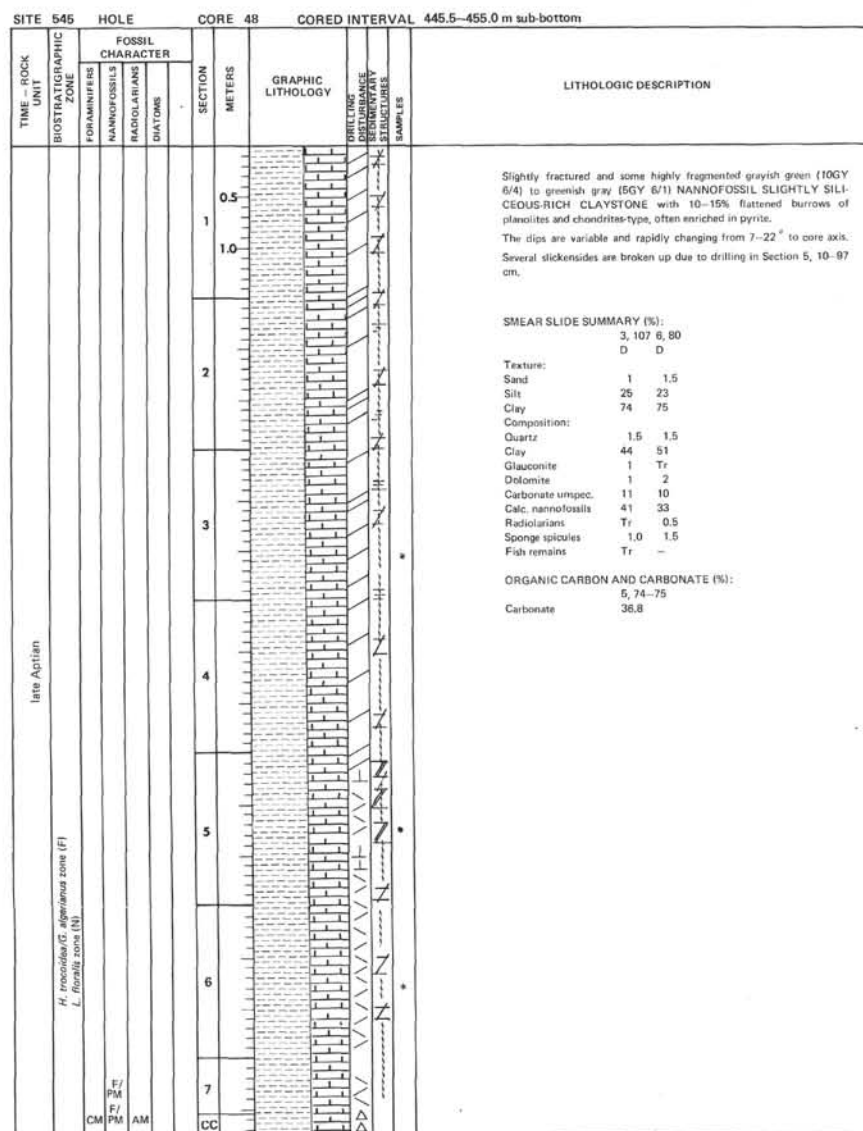 SITE 545 HOLE CORE 48 CORED INTERVAL 445.5–455.0 m sub-bottom
TIME – ROCK UNIT
BIOSTRATIGRAPHIC ZONE
FOSSIL CHARACTER
FORAMINIFERS
NANNOFOSSILS
RADIOLARIANS
DIATOMS
SECTION
METERS
GRAPHIC LITHOLOGY
DRILLING DISTURBANCE
SEDIMENTARY STRUCTURES
SAMPLES
LITHOLOGIC DESCRIPTION
late Aptian
H. trocoidea/G. algerianus zone (F)
L. floralis zone (N)
F/
PM
F/
CM PM AM
1
0.5
1.0
2
3
4
5
6
7
CC
*
*
*
Slightly fractured and some highly fragmented grayish green (10GY
6/4) to greenish gray (5GY 6/1) NANNOFOSSIL SLIGHTLY SILI-
CEOUS-RICH CLAYSTONE with 10–15% flattened burrows of
planolites and chondrites-type, often enriched in pyrite.
The dips are variable and rapidly changing from 7–22° to core axis.
Several slickensides are broken up due to drilling in Section 5, 10–97
cm.
SMEAR SLIDE SUMMARY (%):
3, 107 6, 80
D D
Texture:
Sand 1 1.5
Silt 25 23
Clay 74 75
Composition:
Quartz 1.5 1.5
Clay 44 51
Glauconite 1 Tr
Dolomite 1 2
Carbonate unspec. 11 10
Calc. nannofossils 41 33
Radiolarians Tr 0.5
Sponge spicules 1.0 1.5
Fish remains Tr –
ORGANIC CARBON AND CARBONATE (%):
5, 74–75
Carbonate 36.8